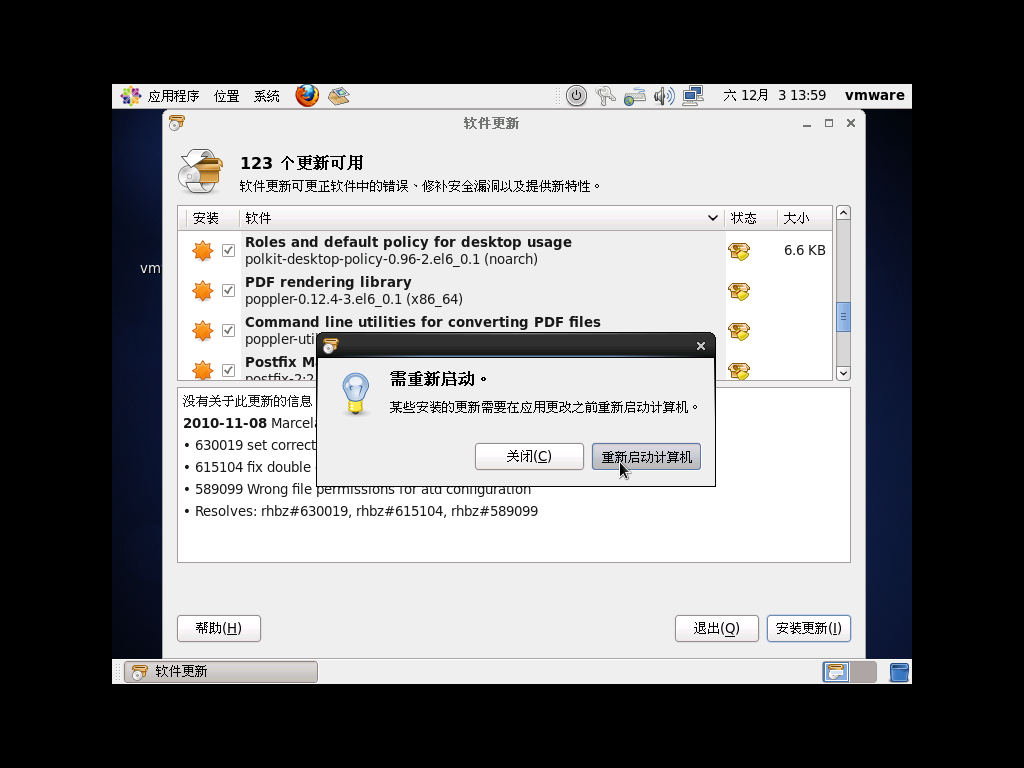 应用程序 位置 系统 六 12月 3 13:59 vmware
软件更新
123 个更新可用
软件更新可更正软件中的错误、修补安全漏洞以及提供新特性。
安装 软件 状态 大小
Roles and default policy for desktop usage
polkit-desktop-policy-0.96-2.el6_0.1 (noarch) 6.6 KB
vm
PDF rendering library
poppler-0.12.4-3.el6_0.1 (x86_64)
Command line utilities for converting PDF files
poppler-uti
Postfix M
postfix-2:2
需重新启动。
某些安装的更新需要在应用更改之前重新启动计算机。
关闭(C) 重新启动计算机
没有关于此更新的信息
2010-11-08 Marcela
• 630019 set correct
• 615104 fix double
• 589099 Wrong file permissions for atd configuration
• Resolves: rhbz#630019, rhbz#615104, rhbz#589099
帮助(H) 退出(Q) 安装更新(I)
软件更新